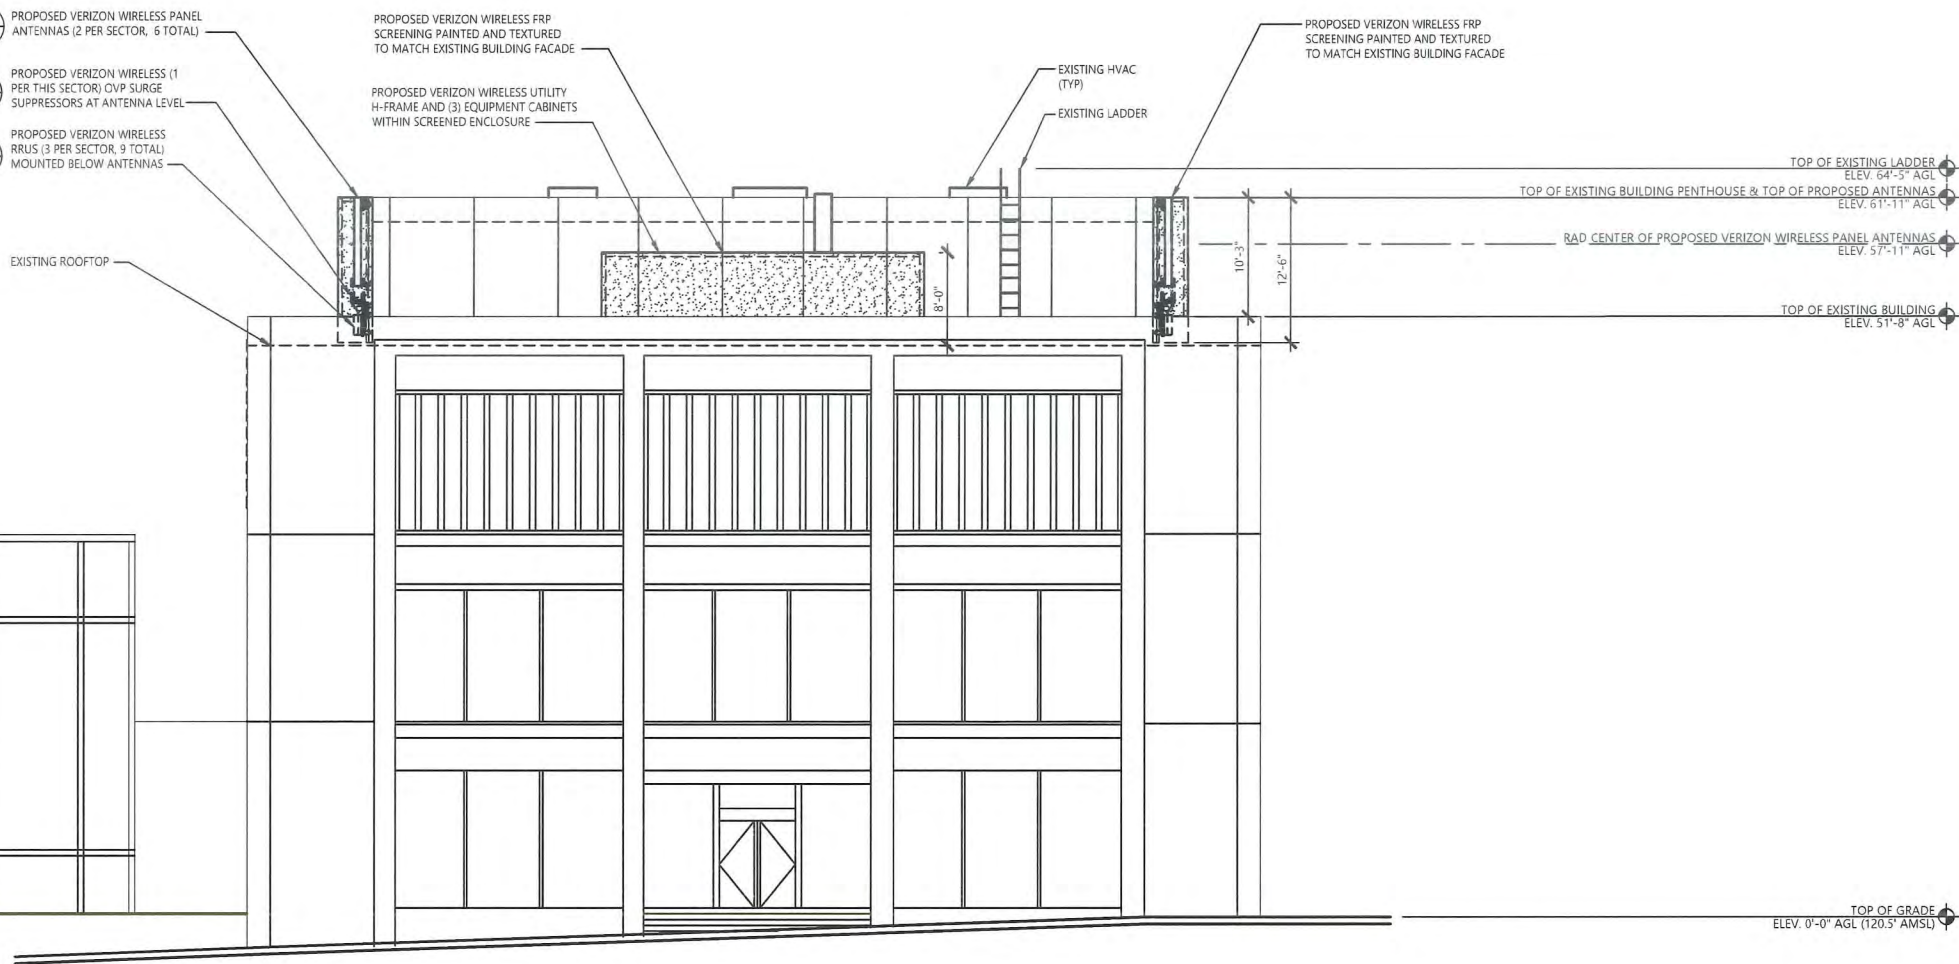 PROPOSED VERIZON WIRELESS PANEL
ANTENNAS (2 PER SECTOR, 6 TOTAL)
PROPOSED VERIZON WIRELESS (1
PER THIS SECTOR) OVP SURGE
SUPPRESSORS AT ANTENNA LEVEL
PROPOSED VERIZON WIRELESS
RRUS (3 PER SECTOR, 9 TOTAL)
MOUNTED BELOW ANTENNAS
EXISTING ROOFTOP
PROPOSED VERIZON WIRELESS FRP
SCREENING PAINTED AND TEXTURED
TO MATCH EXISTING BUILDING FACADE
PROPOSED VERIZON WIRELESS UTILITY
H-FRAME AND (3) EQUIPMENT CABINETS
WITHIN SCREENED ENCLOSURE
EXISTING HVAC
(TYP)
EXISTING LADDER
PROPOSED VERIZON WIRELESS FRP
SCREENING PAINTED AND TEXTURED
TO MATCH EXISTING BUILDING FACADE
TOP OF EXISTING LADDER
ELEV. 64'-5" AGL
TOP OF EXISTING BUILDING PENTHOUSE & TOP OF PROPOSED ANTENNAS
ELEV. 61'-11" AGL
RAD CENTER OF PROPOSED VERIZON WIRELESS PANEL ANTENNAS
ELEV. 57'-11" AGL
TOP OF EXISTING BUILDING
ELEV. 51'-8" AGL
8'-0"
10'-3"
12'-6"
TOP OF GRADE
ELEV. 0'-0" AGL (120.5' AMSL)